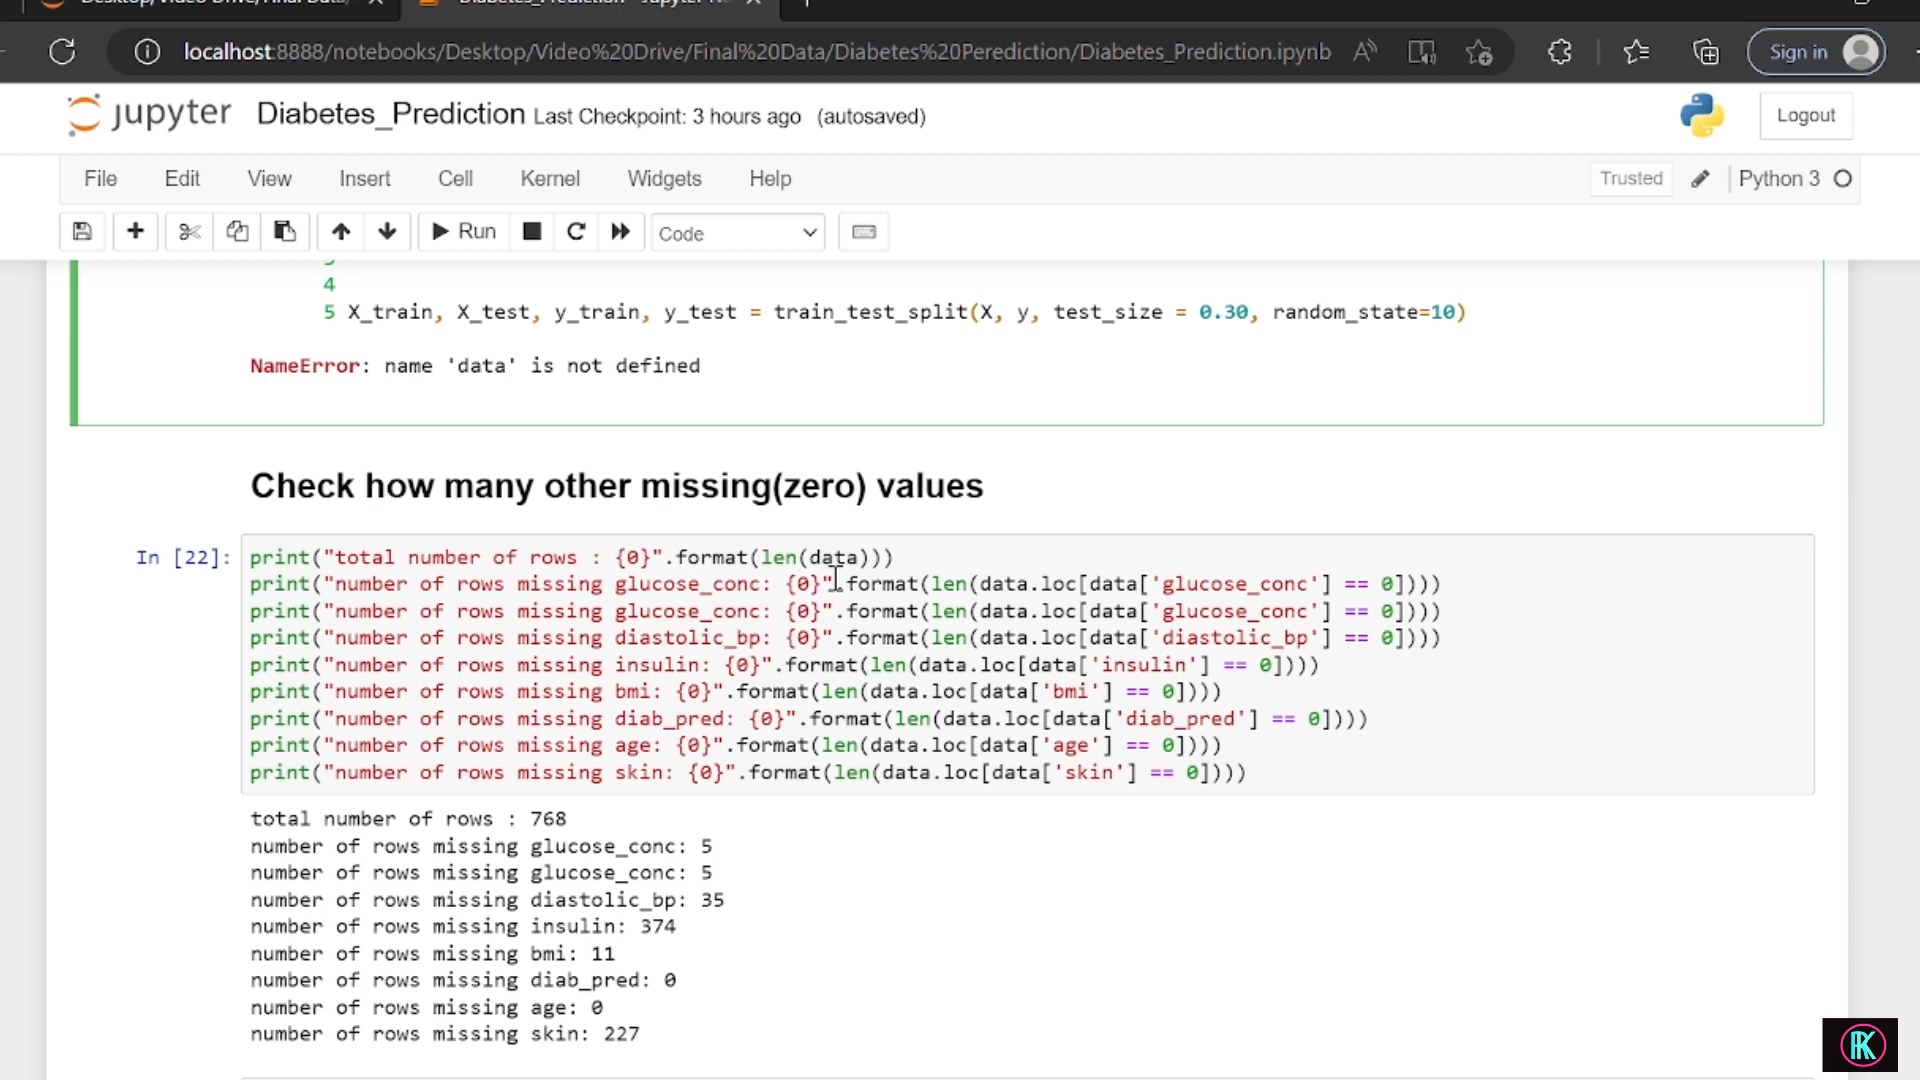 localhost:8888/notebooks/Desktop/Video%20Drive/Final%20Data/Diabetes%20Perediction/Diabetes_Prediction.ipynb
Sign in
jupyter Diabetes_Prediction Last Checkpoint: 3 hours ago (autosaved)
Logout
File Edit View Insert Cell Kernel Widgets Help
Trusted
Python 3
Run
Code
4
5 X_train, X_test, y_train, y_test = train_test_split(X, y, test_size = 0.30, random_state=10)
NameError: name 'data' is not defined
Check how many other missing(zero) values
In [22]:
print("total number of rows : {0}".format(len(data)))
print("number of rows missing glucose_conc: {0}".format(len(data.loc[data['glucose_conc'] == 0])))
print("number of rows missing glucose_conc: {0}".format(len(data.loc[data['glucose_conc'] == 0])))
print("number of rows missing diastolic_bp: {0}".format(len(data.loc[data['diastolic_bp'] == 0])))
print("number of rows missing insulin: {0}".format(len(data.loc[data['insulin'] == 0])))
print("number of rows missing bmi: {0}".format(len(data.loc[data['bmi'] == 0])))
print("number of rows missing diab_pred: {0}".format(len(data.loc[data['diab_pred'] == 0])))
print("number of rows missing age: {0}".format(len(data.loc[data['age'] == 0])))
print("number of rows missing skin: {0}".format(len(data.loc[data['skin'] == 0])))
total number of rows : 768
number of rows missing glucose_conc: 5
number of rows missing glucose_conc: 5
number of rows missing diastolic_bp: 35
number of rows missing insulin: 374
number of rows missing bmi: 11
number of rows missing diab_pred: 0
number of rows missing age: 0
number of rows missing skin: 227